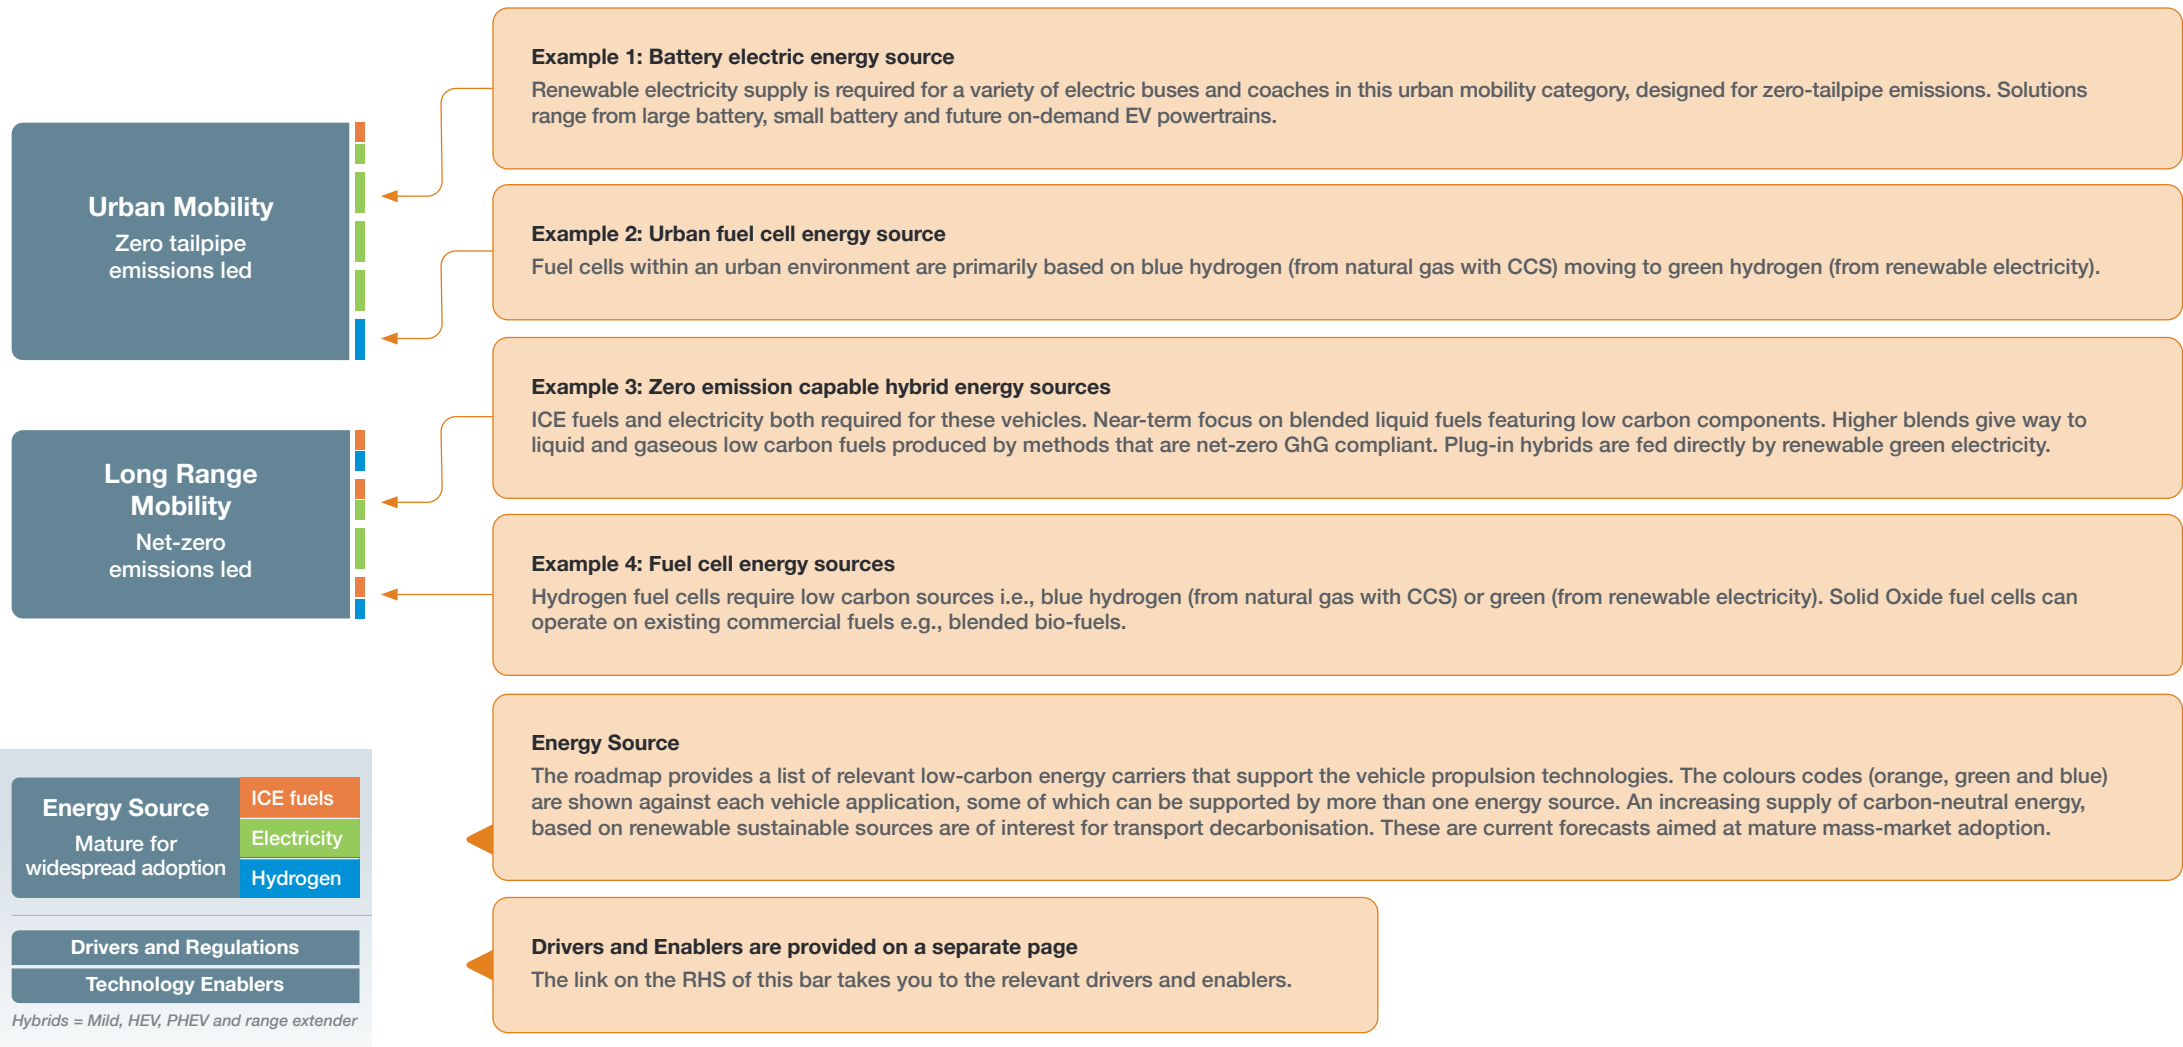 Urban Mobility
Zero tailpipe
emissions led
Long Range
Mobility
Net-zero
emissions led
Energy Source
Mature for
widespread adoption
ICE fuels
Electricity
Hydrogen
Drivers and Regulations
Technology Enablers
Hybrids = Mild, HEV, PHEV and range extender
Example 1: Battery electric energy source
Renewable electricity supply is required for a variety of electric buses and coaches in this urban mobility category, designed for zero-tailpipe emissions. Solutions
range from large battery, small battery and future on-demand EV powertrains.
Example 2: Urban fuel cell energy source
Fuel cells within an urban environment are primarily based on blue hydrogen (from natural gas with CCS) moving to green hydrogen (from renewable electricity).
Example 3: Zero emission capable hybrid energy sources
ICE fuels and electricity both required for these vehicles. Near-term focus on blended liquid fuels featuring low carbon components. Higher blends give way to
liquid and gaseous low carbon fuels produced by methods that are net-zero GhG compliant. Plug-in hybrids are fed directly by renewable green electricity.
Example 4: Fuel cell energy sources
Hydrogen fuel cells require low carbon sources i.e., blue hydrogen (from natural gas with CCS) or green (from renewable electricity). Solid Oxide fuel cells can
operate on existing commercial fuels e.g., blended bio-fuels.
Energy Source
The roadmap provides a list of relevant low-carbon energy carriers that support the vehicle propulsion technologies. The colours codes (orange, green and blue)
are shown against each vehicle application, some of which can be supported by more than one energy source. An increasing supply of carbon-neutral energy,
based on renewable sustainable sources are of interest for transport decarbonisation. These are current forecasts aimed at mature mass-market adoption.
Drivers and Enablers are provided on a separate page
The link on the RHS of this bar takes you to the relevant drivers and enablers.